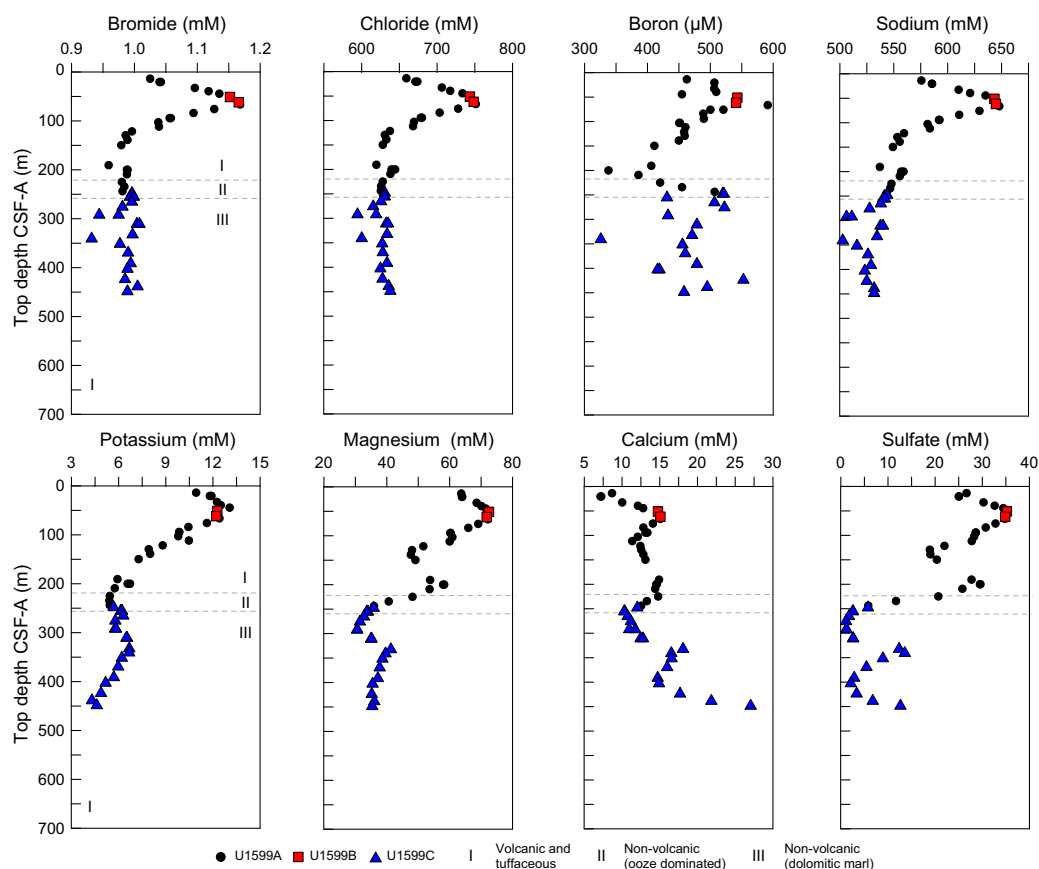 Bromide (mM) Chloride (mM) Boron (µM) Sodium (mM)
0.9 1.0 1.1 1.2 600 700 800 300 400 500 600 500 550 600 650
0
100
200
300
400
500
600
700
Top depth CSF-A (m)
I
II
III
I
Potassium (mM) Magnesium (mM) Calcium (mM) Sulfate (mM)
3 6 9 12 15 20 40 60 80 5 10 15 20 25 30 0 10 20 30 40
0
100
200
300
400
500
600
700
Top depth CSF-A (m)
I
II
III
I
U1599A U1599B U1599C I Volcanic and tuffaceous II Non-volcanic (ooze dominated) III Non-volcanic (dolomitic marl)